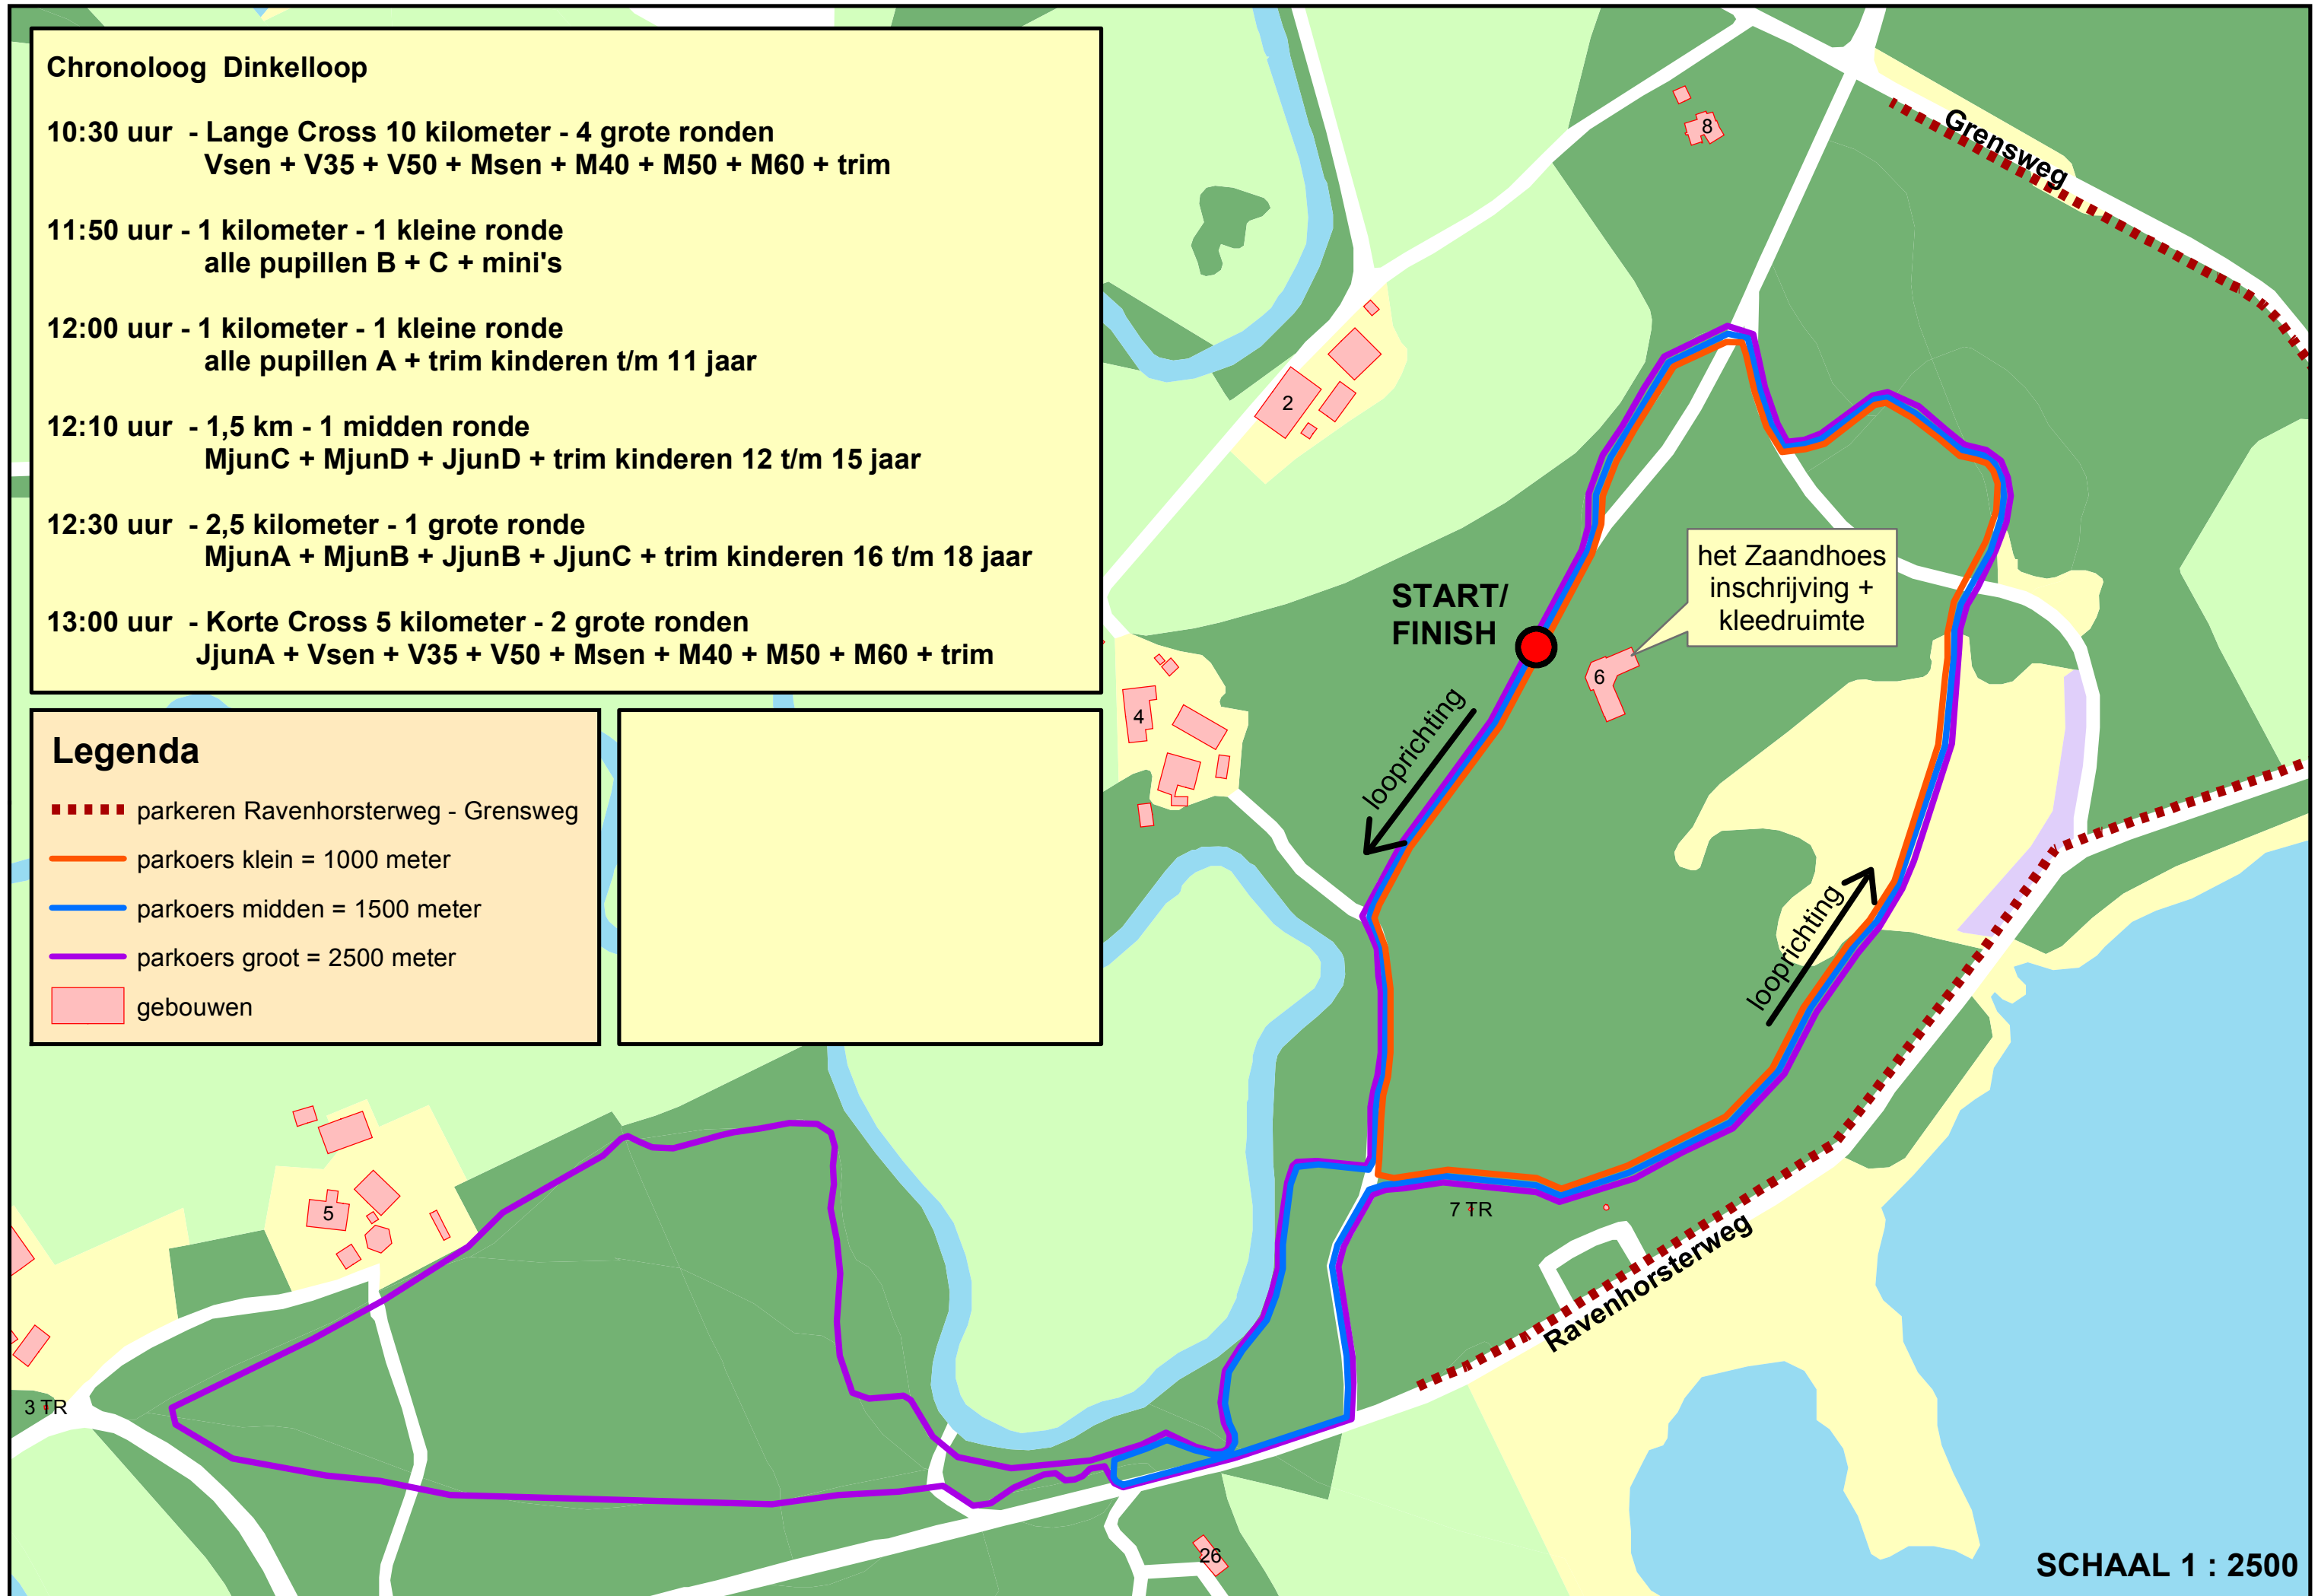 Chronoloog Dinkelloop
10:30 uur - Lange Cross 10 kilometer - 4 grote ronden
Vsen + V35 + V50 + Msen + M40 + M50 + M60 + trim
11:50 uur - 1 kilometer - 1 kleine ronde
alle pupillen B + C + mini's
12:00 uur - 1 kilometer - 1 kleine ronde
alle pupillen A + trim kinderen t/m 11 jaar
12:10 uur - 1,5 km - 1 midden ronde
MjunC + MjunD + JjunD + trim kinderen 12 t/m 15 jaar
12:30 uur - 2,5 kilometer - 1 grote ronde
MjunA + MjunB + JjunB + JjunC + trim kinderen 16 t/m 18 jaar
13:00 uur - Korte Cross 5 kilometer - 2 grote ronden
JjunA + Vsen + V35 + V50 + Msen + M40 + M50 + M60 + trim
Legenda
parkeren Ravenhorsterweg - Grensweg
parkoers klein = 1000 meter
parkoers midden = 1500 meter
parkoers groot = 2500 meter
gebouwen
8
Grensweg
2
het Zaandhoes
inschrijving +
kleedruimte
START/
FINISH
6
4
looprichting
looprichting
7 TR
5
Ravenhorsterweg
3 TR
26
SCHAAL 1 : 2500